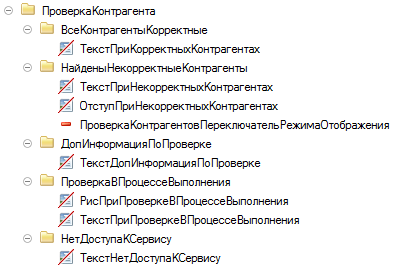 ПроверкаКонтрагента
ВсеКонтрагентыКорректные
ТекстПриКорректныхКонтрагентах
НайденыНекорректныеКонтрагенты
ТекстПриНекорректныхКонтрагентах
ОтступПриНекорректныхКонтрагентах
ПроверкаКонтрагентовПереключательРежимаОтображения
ДопИнформацияПоПроверке
ТекстДопИнформацияПоПроверке
ПроверкаВПроцессеВыполнения
РисПриПроверкеВПроцессеВыполнения
ТекстПриПроверкеВПроцессеВыполнения
НетДоступаКСервису
ТекстНетДоступаКСервису